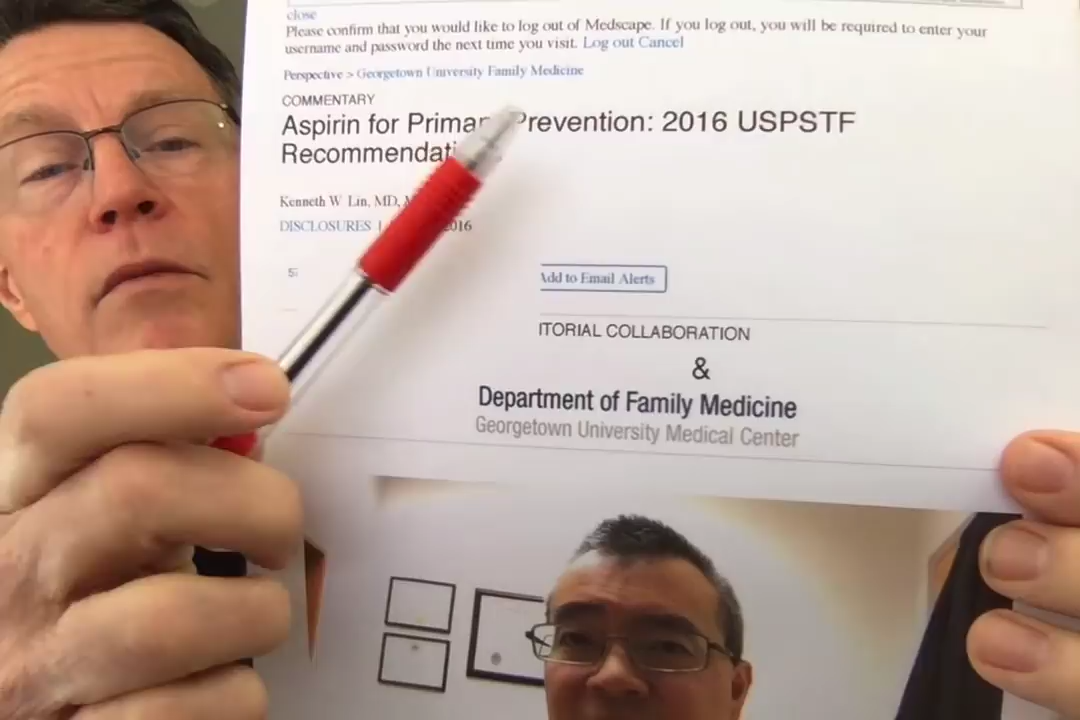 close
Please confirm that you would like to log out of Medscape. If you log out, you will be required to enter your
username and password the next time you visit. Log out Cancel
Perspective > Georgetown University Family Medicine
COMMENTARY
Aspirin for Primar Prevention: 2016 USPSTF
Recommendati
Kenneth W. Lin, MD,
DISCLOSURES | 2016
Add to Email Alerts
ITORIAL COLLABORATION
&
Department of Family Medicine
Georgetown University Medical Center